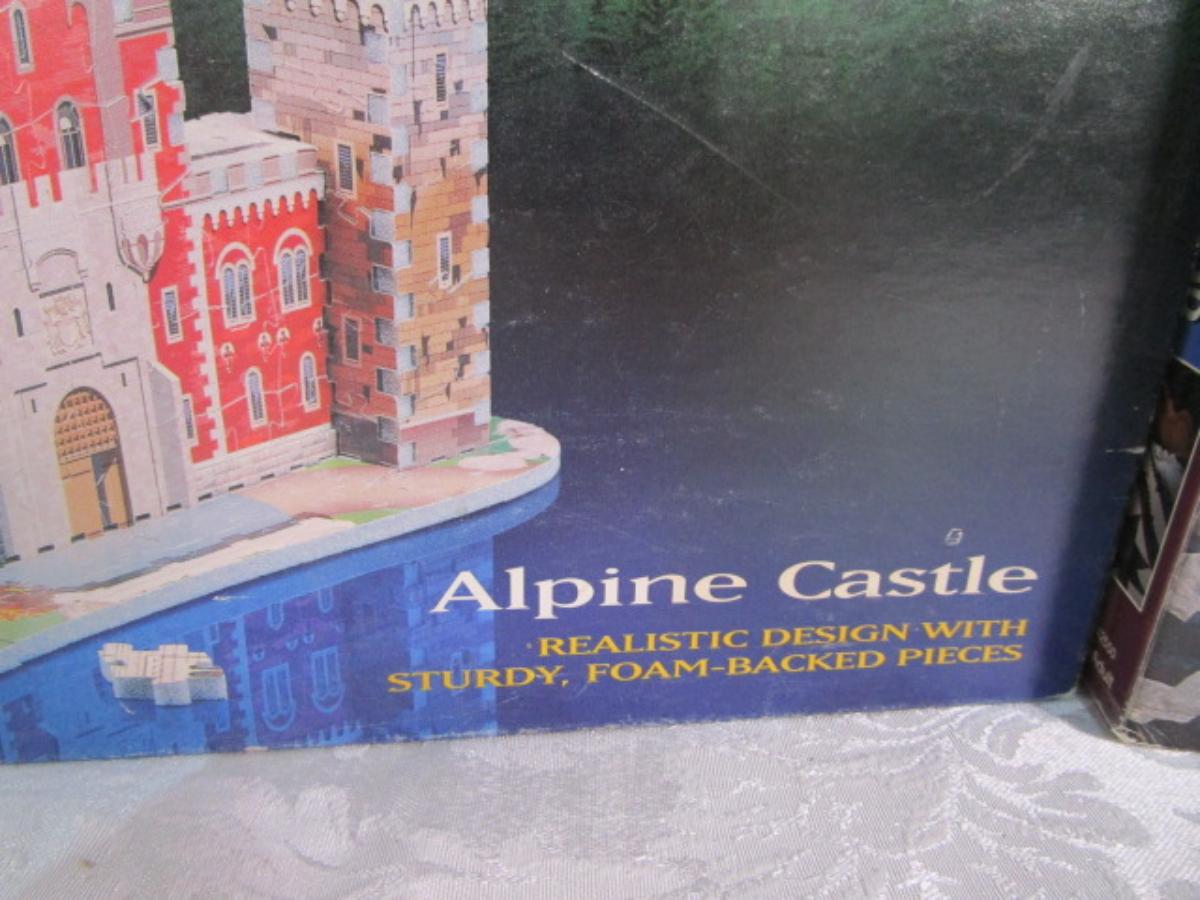 Alpine Castle
REALISTIC DESIGN WITH
STURDY, FOAM-BACKED PIECES